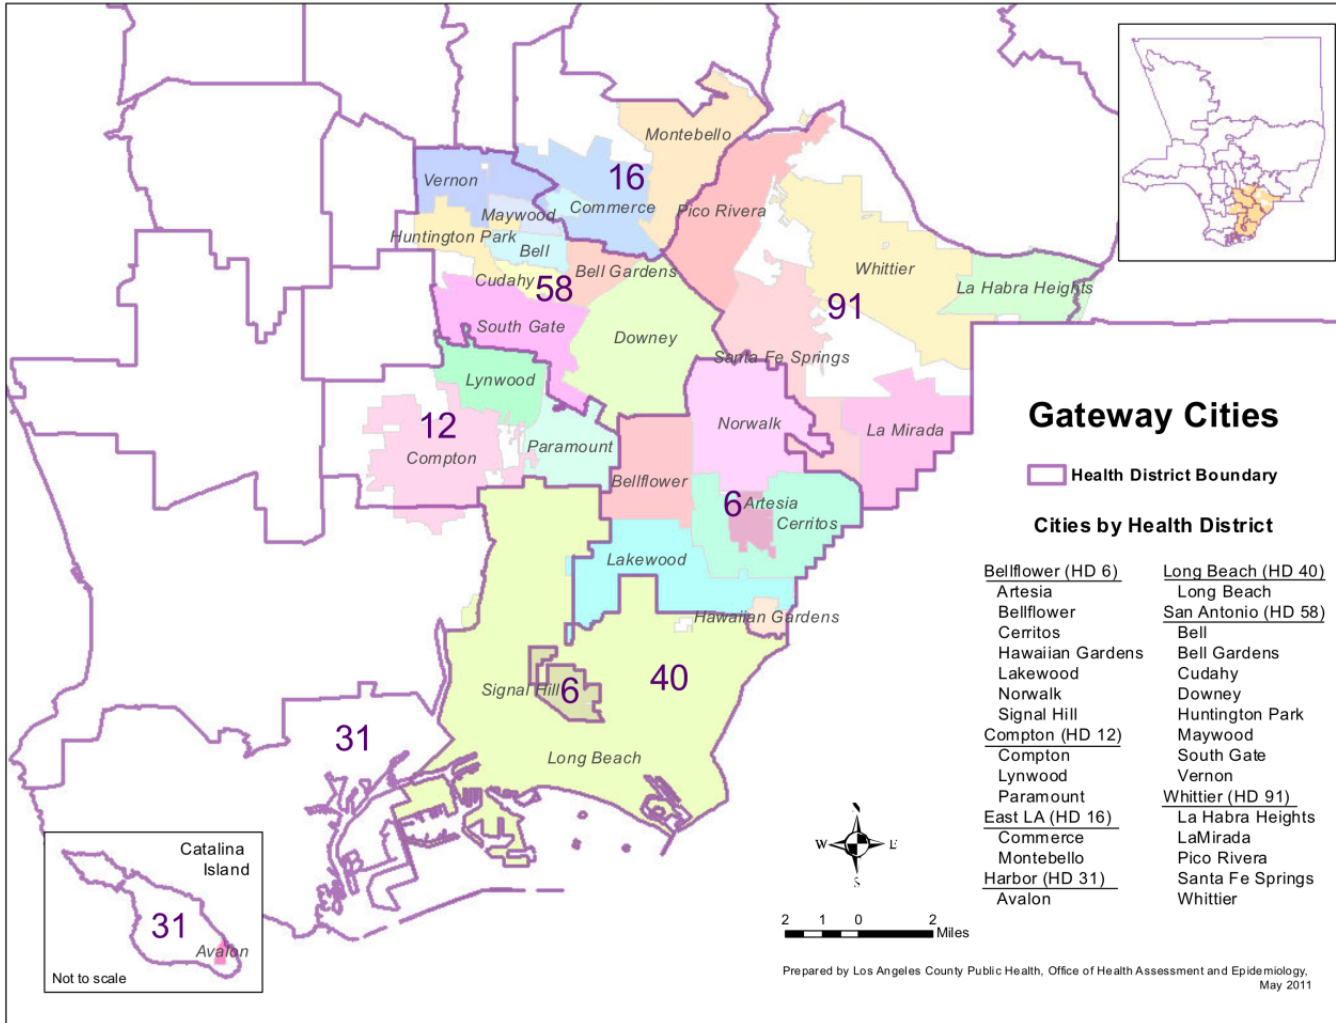 Montebello
16
Vernon
Commerce
Maywood
Pico Rivera
Huntington Park
Bell
Bell Gardens
Whittier
Cudahy
58
La Habra Heights
91
South Gate
Downey
Santa Fe Springs
Lynwood
12
Norwalk
La Mirada
Compton
Paramount
Bellflower
6
Artesia
Cerritos
Lakewood
Hawaiian Gardens
Signal Hill
6
40
31
Long Beach
Catalina
Island
31
Avalon
Not to scale
Gateway Cities
Health District Boundary
Cities by Health District
Bellflower (HD 6)
Artesia
Bellflower
Cerritos
Hawaiian Gardens
Lakewood
Norwalk
Signal Hill
Compton (HD 12)
Compton
Lynwood
Paramount
East LA (HD 16)
Commerce
Montebello
Harbor (HD 31)
Avalon
Long Beach (HD 40)
Long Beach
San Antonio (HD 58)
Bell
Bell Gardens
Cudahy
Downey
Huntington Park
Maywood
South Gate
Vernon
Whittier (HD 91)
La Habra Heights
LaMirada
Pico Rivera
Santa Fe Springs
Whittier
N
W E
S
2 1 0 2
Miles
Prepared by Los Angeles County Public Health, Office of Health Assessment and Epidemiology,
May 2011